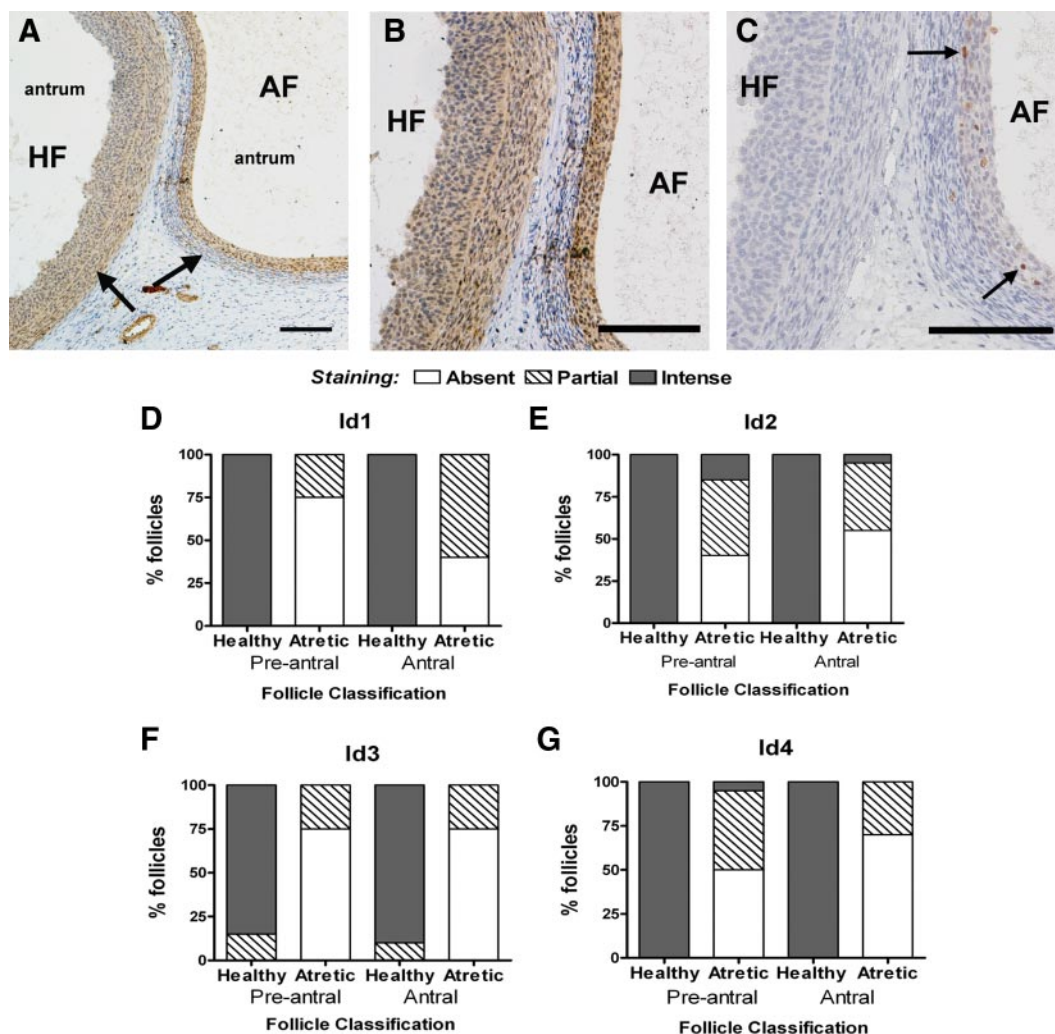 A
antrum
HF
AF
antrum
B
HF
AF
C
HF
AF
Staining: Absent Partial Intense
D
Id1
100
75
50
25
0
% follicles
Healthy Atretic Healthy Atretic
Pre-antral Antral
Follicle Classification
E
Id2
100
75
50
25
0
% follicles
Healthy Atretic Healthy Atretic
Pre-antral Antral
Follicle Classification
F
Id3
100
75
50
25
0
% follicles
Healthy Atretic Healthy Atretic
Pre-antral Antral
Follicle Classification
G
Id4
100
75
50
25
0
% follicles
Healthy Atretic Healthy Atretic
Pre-antral Antral
Follicle Classification